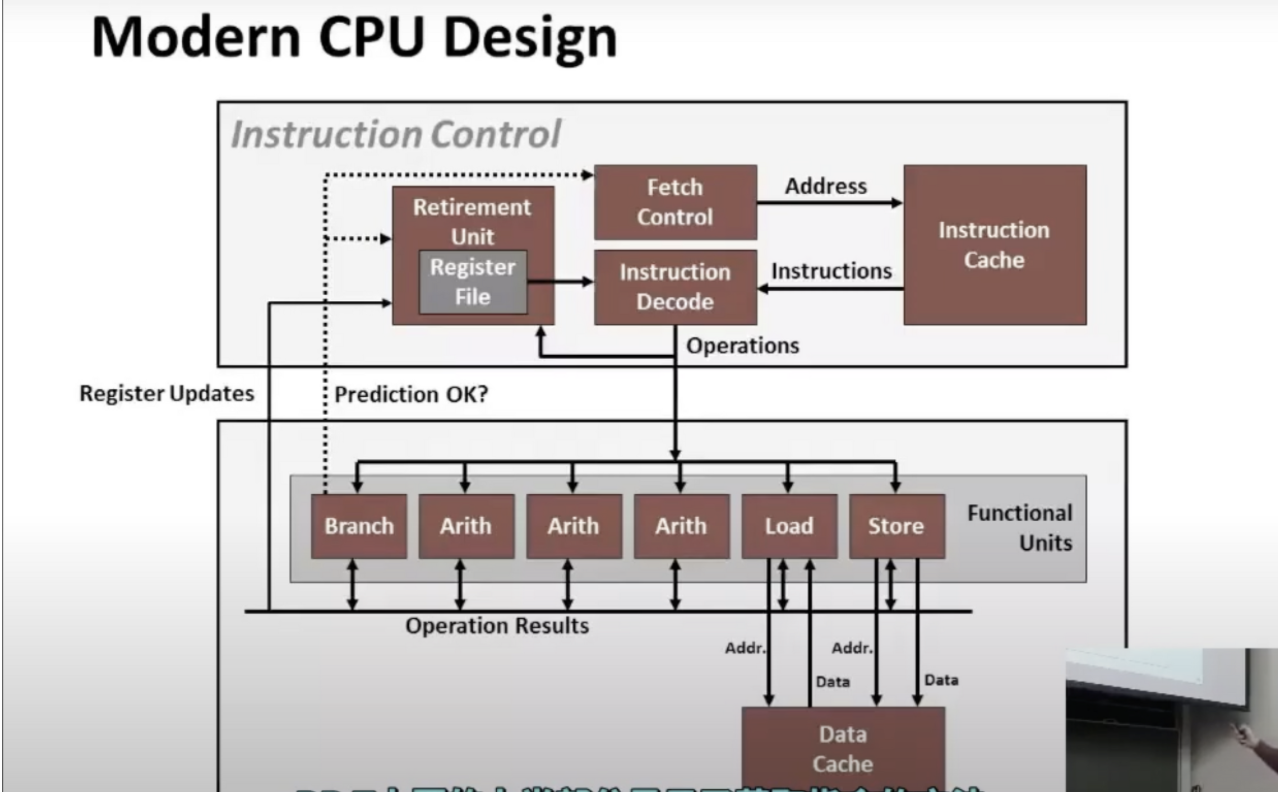 Modern CPU Design
Instruction Control
Retirement
Unit
Register
File
Fetch
Control
Address
Instruction
Cache
Instruction
Decode
Instructions
Operations
Register Updates
Prediction OK?
Branch
Arith
Arith
Arith
Load
Store
Functional
Units
Operation Results
Addr.
Data
Addr.
Data
Data
Cache